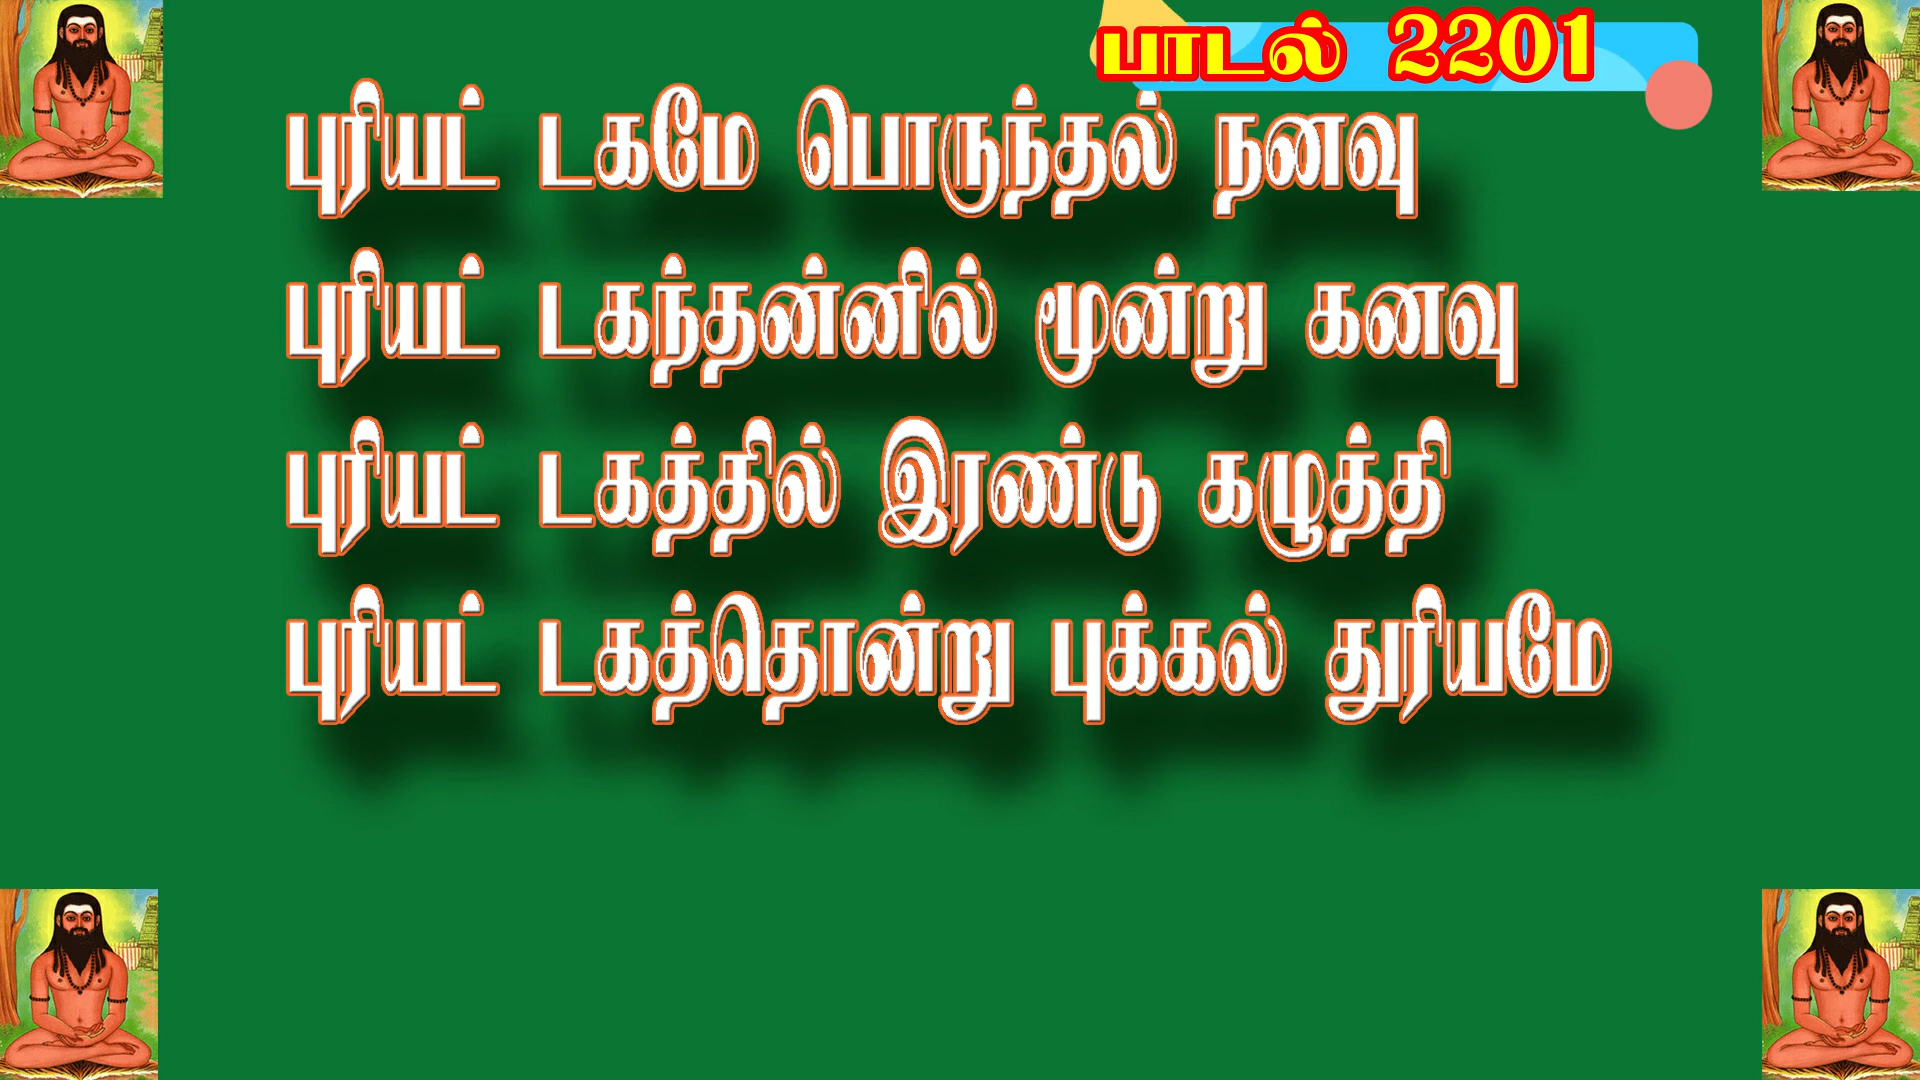 பாடல் 2201
புரியட் டகமே பொருந்தல் நனவு
புரியட் டகந்தன்னில் மூன்று கனவு
புரியட் டகத்தில் இரண்டு கழுத்தி
புரியட் டகத்தொன்று புக்கல் துரியமே